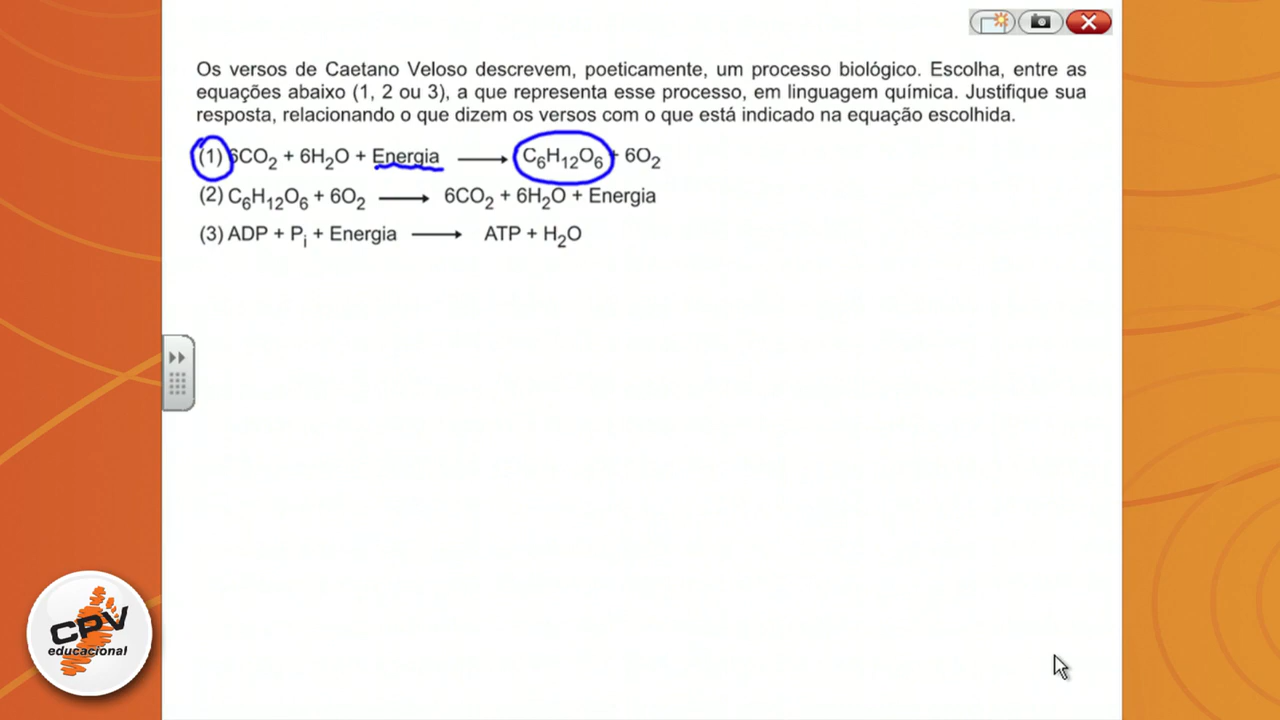 Os versos de Caetano Veloso descrevem, poeticamente, um processo biológico. Escolha, entre as
equações abaixo (1, 2 ou 3), a que representa esse processo, em linguagem química. Justifique sua
resposta, relacionando o que dizem os versos com o que está indicado na equação escolhida.
(1) 6CO₂ + 6H₂O + Energia ⟶ C₆H₁₂O₆ + 6O₂
(2) C₆H₁₂O₆ + 6O₂ ⟶ 6CO₂ + 6H₂O + Energia
(3) ADP + Pᵢ + Energia ⟶ ATP + H₂O
CPV
educacional